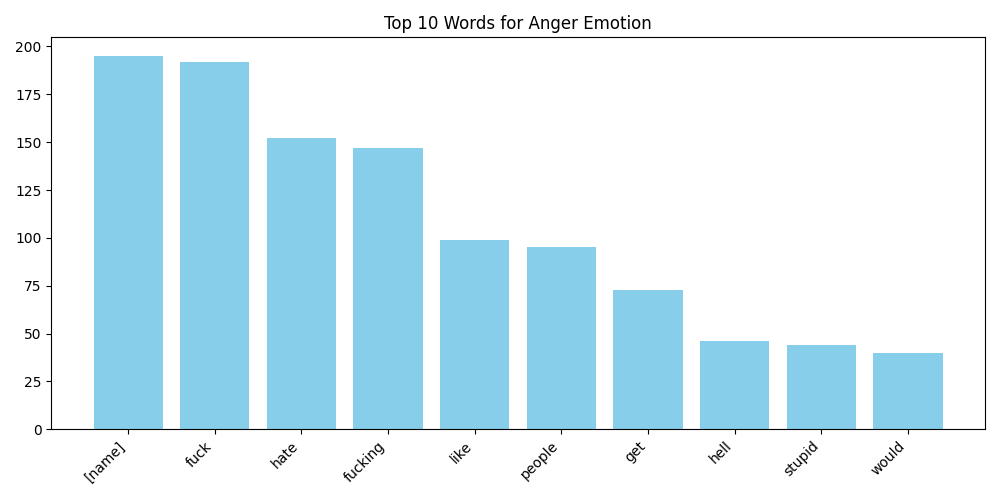 Top 10 Words for Anger Emotion
200
175
150
125
100
75
50
25
0
[name]
fuck
hate
fucking
like
people
get
hell
stupid
would